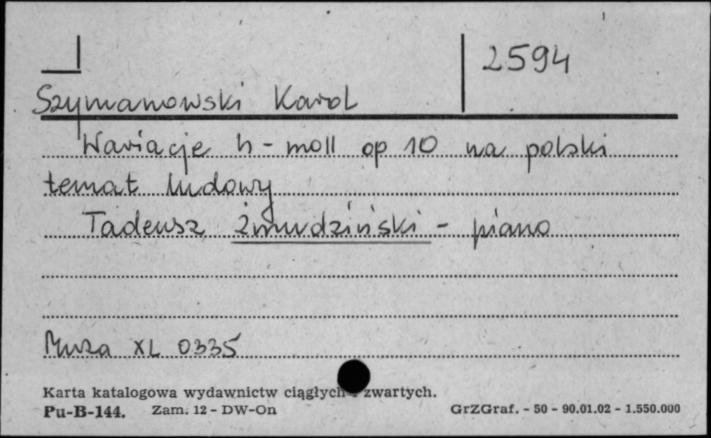 2594
Szymanowski Karol
Wariacje h-moll op 10 na polski
temat ludowy
Tadeusz Żmudziński - piano
Muza XL 0335
Karta katalogowa wydawnictw ciągłych i zwartych.
Pu-B-144. Zam. 12 - DW-On GrZGraf. - 50 - 90.01.02 - 1.550.000